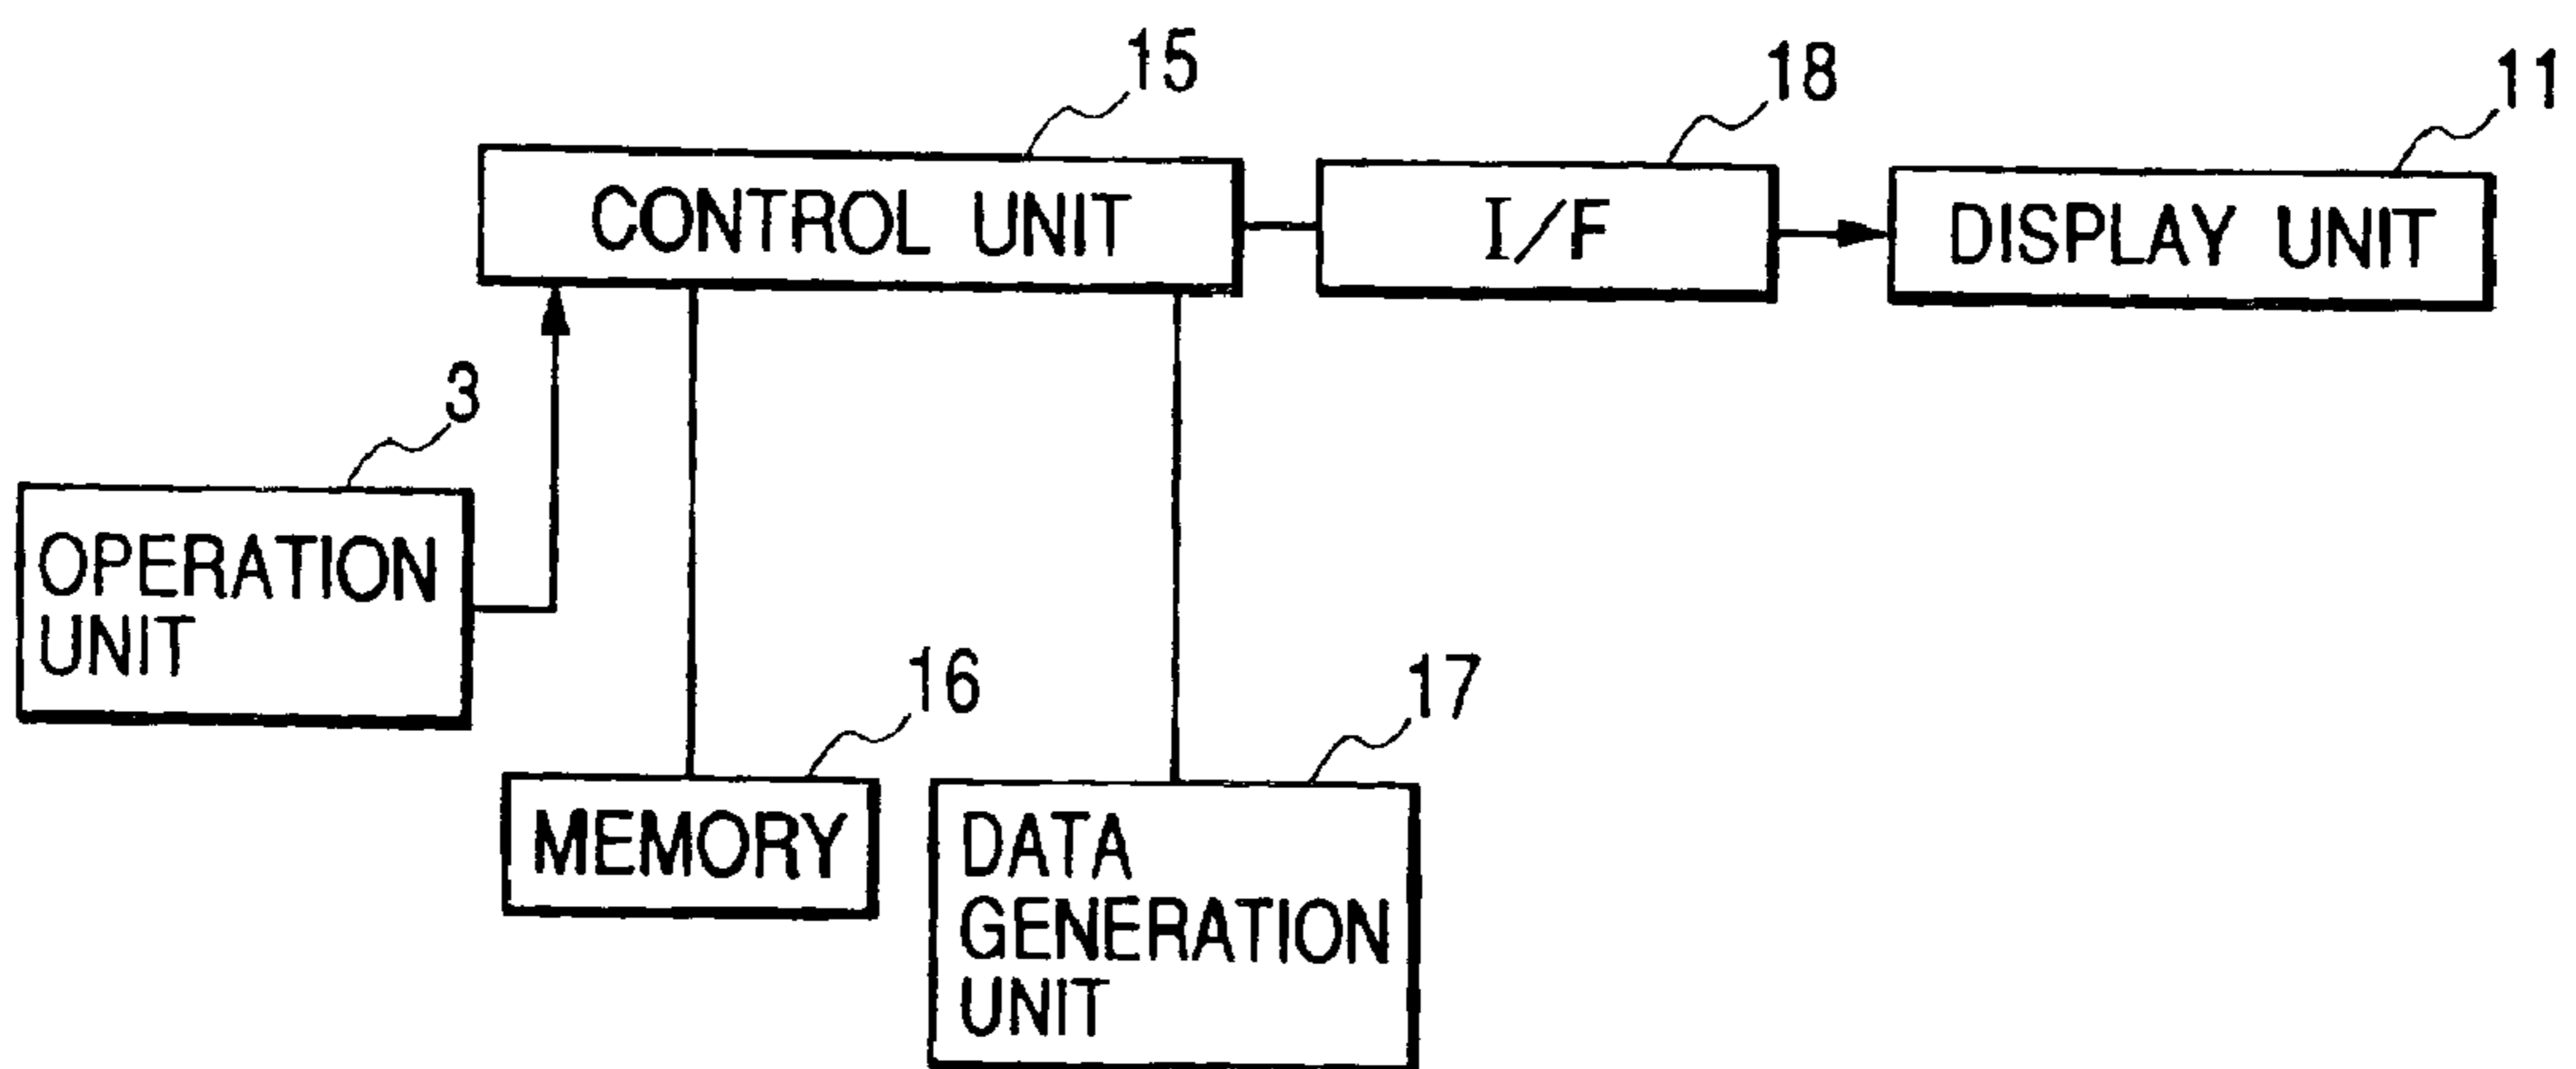 15
18
11
CONTROL UNIT
I/F
DISPLAY UNIT
3
OPERATION
UNIT
16
17
MEMORY
DATA
GENERATION
UNIT